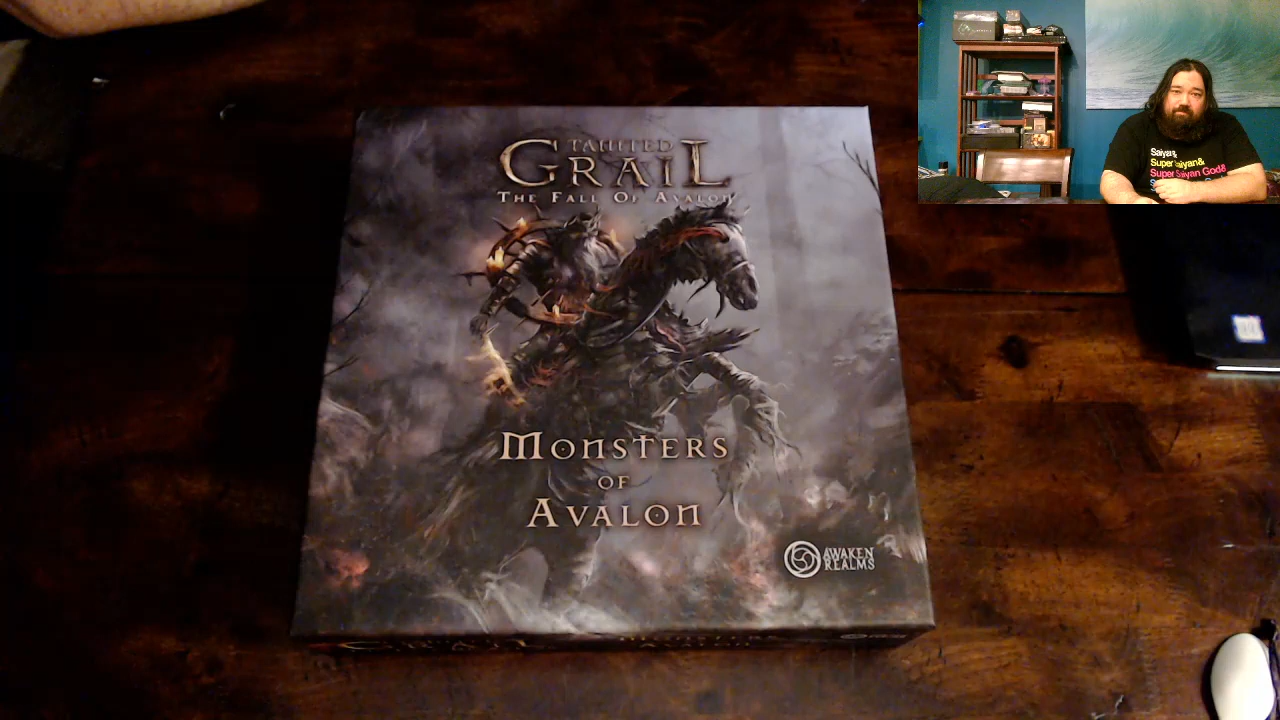 TAINTED
GRAIL
THE FALL OF AVALON
MONSTERS
OF
AVALON
AWAKEN
REALMS
Saiyan&
Super Saiyan&
Super Saiyan God&